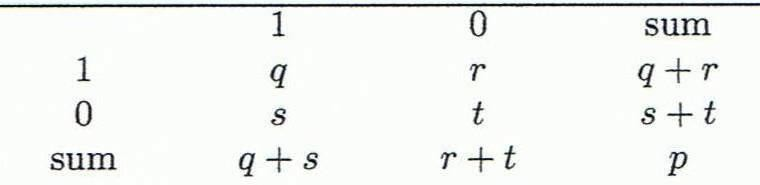 1 0 sum
1 q r q + r
0 s t s + t
sum q + s r + t p